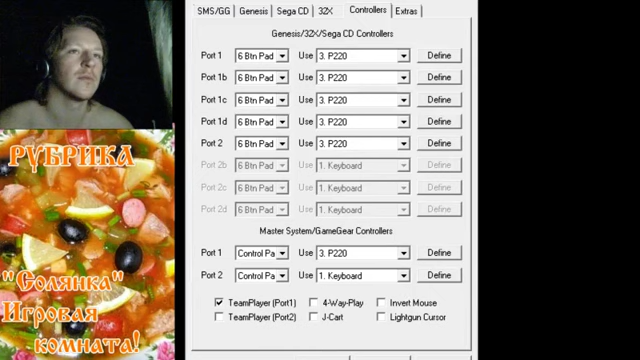 SMS/GG Genesis Sega CD 32X Controllers Extras
Genesis/32X/Sega CD Controllers
Port 1 6 Btn Pad Use 3. P220 Define
Port 1b 6 Btn Pad Use 3. P220 Define
Port 1c 6 Btn Pad Use 3. P220 Define
Port 1d 6 Btn Pad Use 3. P220 Define
Port 2 6 Btn Pad Use 3. P220 Define
Port 2b 6 Btn Pad Use 1. Keyboard Define
Port 2c 6 Btn Pad Use 1. Keyboard Define
Port 2d 6 Btn Pad Use 1. Keyboard Define
Master System/GameGear Controllers
Port 1 Control Pa Use 3. P220 Define
Port 2 Control Pa Use 1. Keyboard Define
TeamPlayer (Port1) 4-Way-Play Invert Mouse
TeamPlayer (Port2) J-Cart Lightgun Cursor
РУБРИКА
"Солянка"
Игровая
комната!